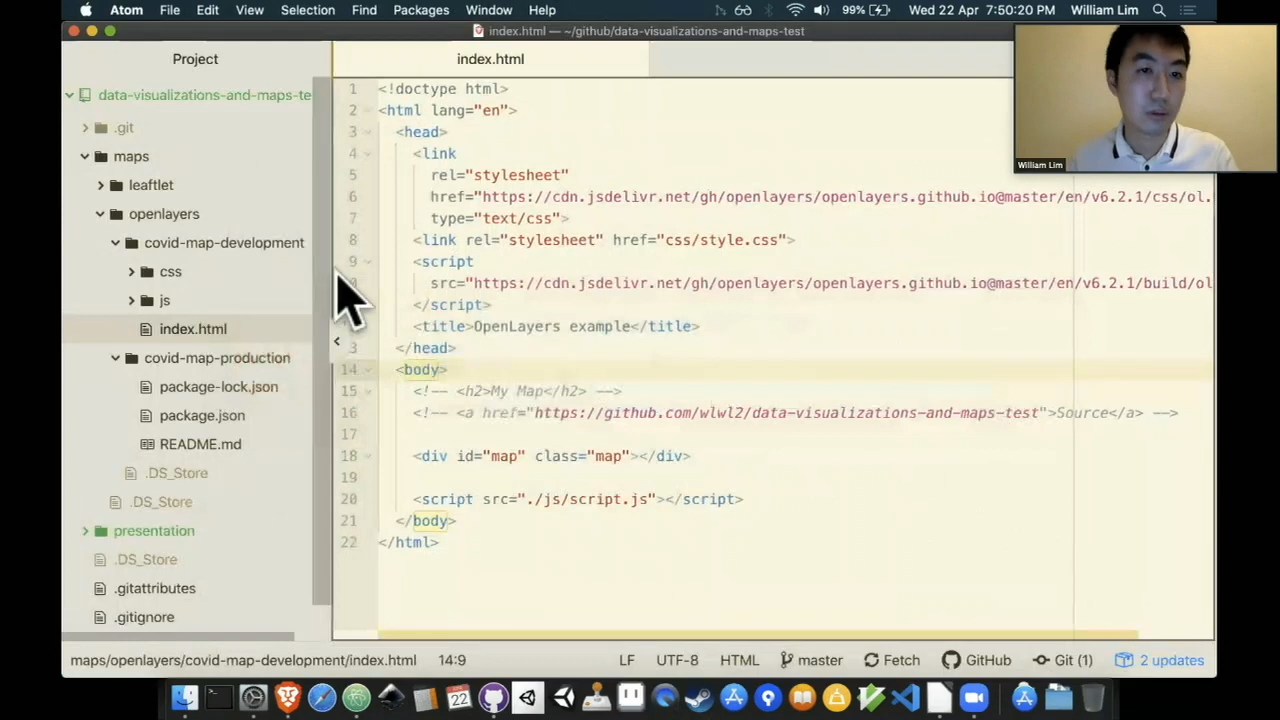 Atom File Edit View Selection Find Packages Window Help 99% Wed 22 Apr 7:50:20 PM William Lim
index.html — ~/github/data-visualizations-and-maps-test
Project
index.html
William Lim
data-visualizations-and-maps-te
.git
maps
leaftlet
openlayers
covid-map-development
css
js
index.html
covid-map-production
package-lock.json
package.json
README.md
.DS_Store
.DS_Store
presentation
.DS_Store
.gitattributes
.gitignore
1 <!doctype html>
2 <html lang="en">
3 <head>
4 <link
5 rel="stylesheet"
6 href="https://cdn.jsdelivr.net/gh/openlayers/openlayers.github.io@master/en/v6.2.1/css/ol.
7 type="text/css">
8 <link rel="stylesheet" href="css/style.css">
9 <script
src="https://cdn.jsdelivr.net/gh/openlayers/openlayers.github.io@master/en/v6.2.1/build/ol
</script>
<title>OpenLayers example</title>
3 </head>
14 <body>
15 <!-- <h2>My Map</h2> -->
16 <!-- <a href="https://github.com/wlwl2/data-visualizations-and-maps-test">Source</a> -->
17
18 <div id="map" class="map"></div>
19
20 <script src="./js/script.js"></script>
21 </body>
22 </html>
maps/openlayers/covid-map-development/index.html 14:9 LF UTF-8 HTML master Fetch GitHub Git (1) 2 updates
22